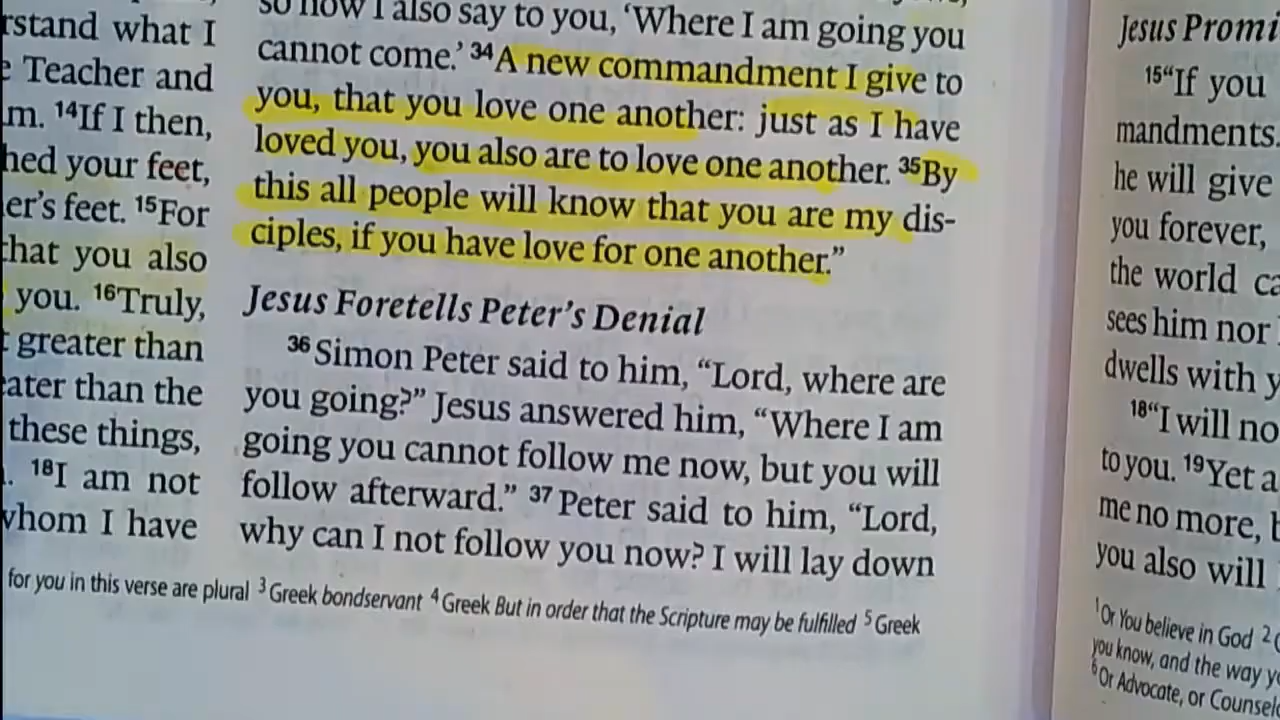 rstand what I
Teacher and
m. 14If I then,
hed your feet,
er's feet. 15For
that you also
you. 16Truly,
greater than
eater than the
these things,
18I am not
whom I have
so now I also say to you, ‘Where I am going you
cannot come.’ 34A new commandment I give to
you, that you love one another: just as I have
loved you, you also are to love one another. 35By
this all people will know that you are my dis-
ciples, if you have love for one another.”
Jesus Foretells Peter’s Denial
36Simon Peter said to him, “Lord, where are
you going?” Jesus answered him, “Where I am
going you cannot follow me now, but you will
follow afterward.” 37Peter said to him, “Lord,
why can I not follow you now? I will lay down
for you in this verse are plural 3Greek bondservant 4Greek But in order that the Scripture may be fulfilled 5Greek
Jesus Promi
15“If you
mandments.
he will give
you forever,
the world ca
sees him nor
dwells with y
18“I will no
to you. 19Yet a
me no more, b
you also will
1Or You believe in God 2
you know, and the way yo
6Or Advocate, or Counsel